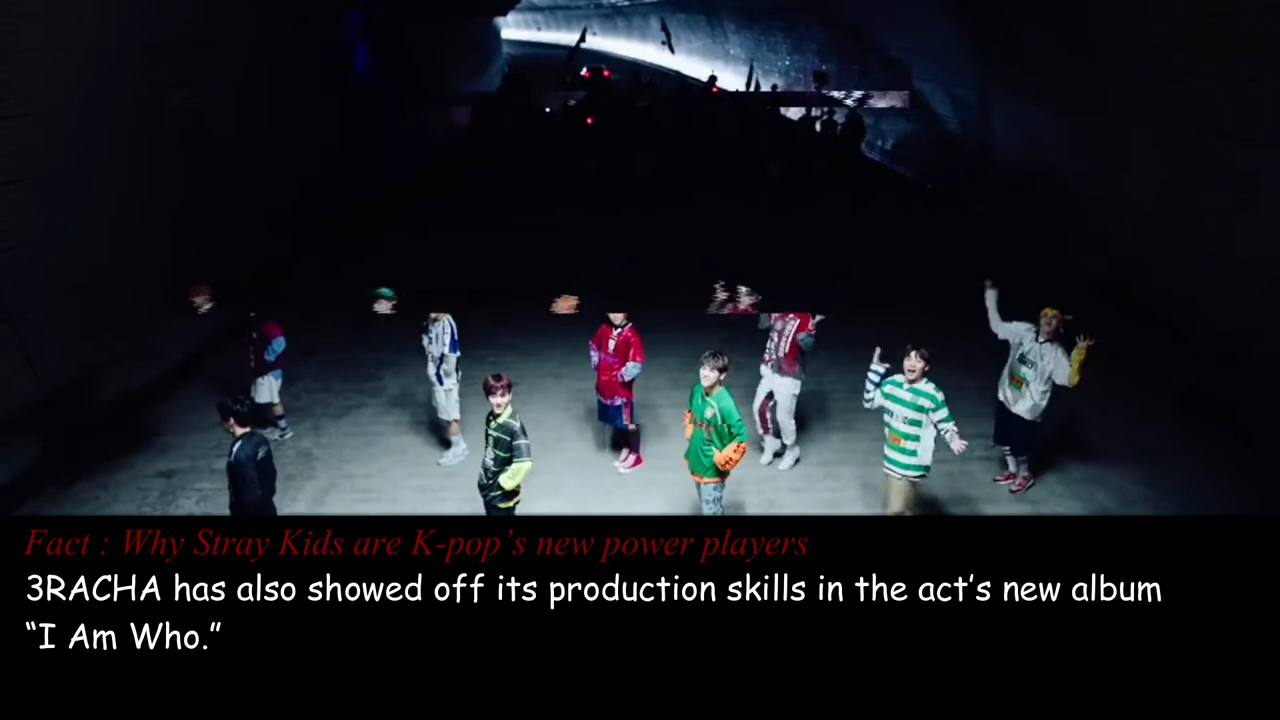 Fact : Why Stray Kids are K-pop’s new power players
3RACHA has also showed off its production skills in the act’s new album
“I Am Who.”